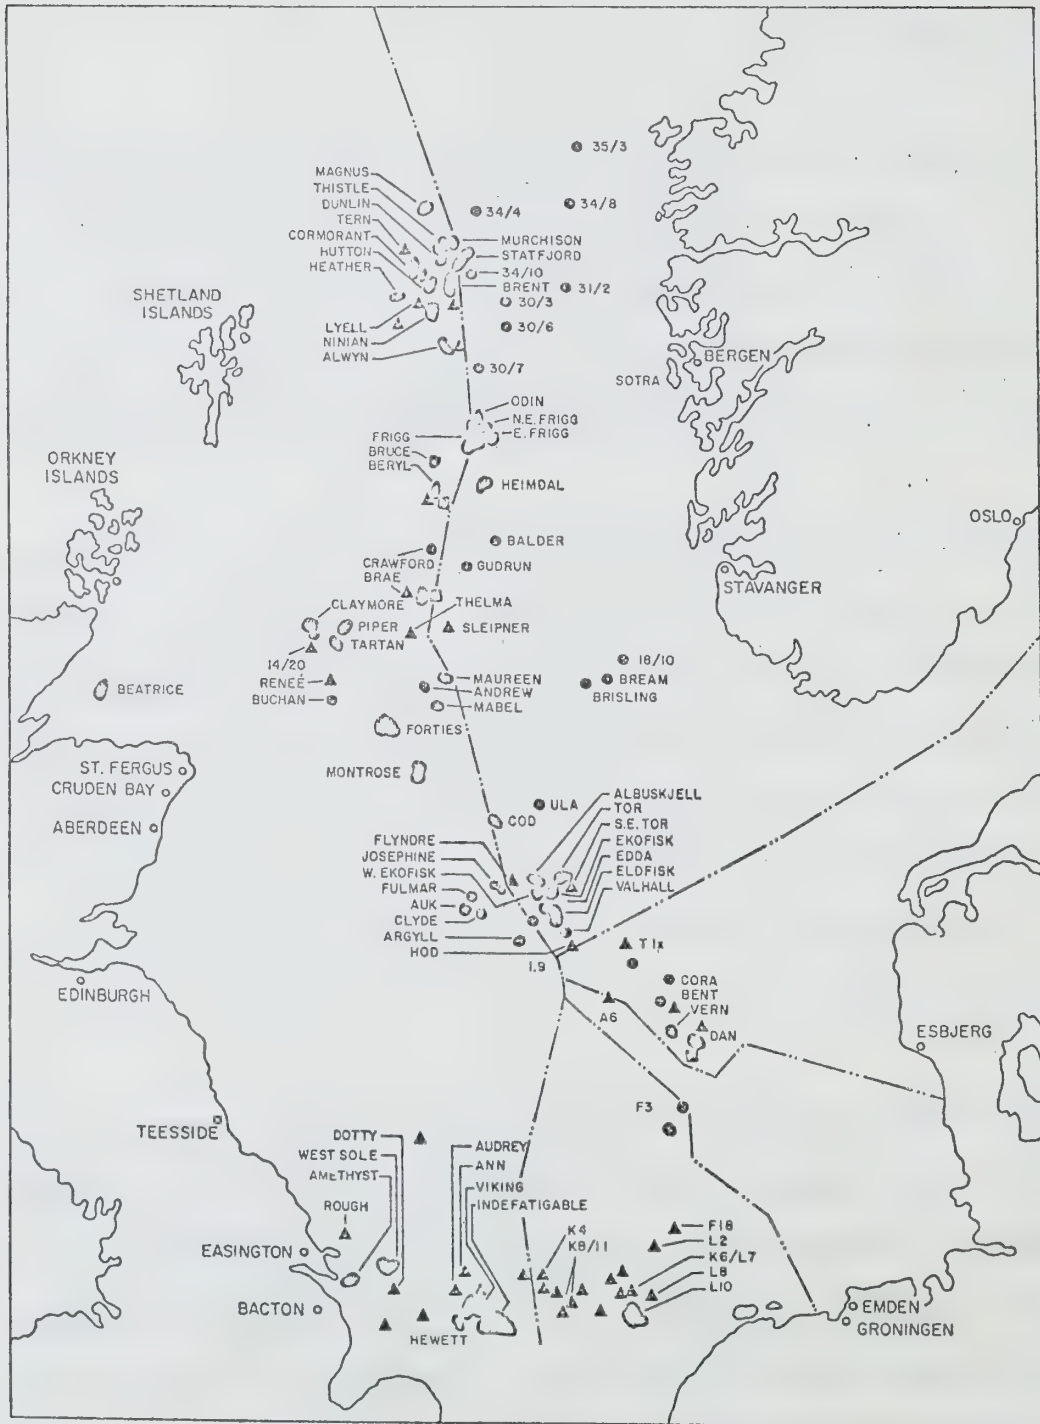 35/3
MAGNUS
THISTLE
DUNLIN
TERN
CORMORANT
HUTTON
HEATHER
34/4
34/8
MURCHISON
STATFJORD
34/10
BRENT
31/2
30/3
30/6
SHETLAND
ISLANDS
LYELL
NINIAN
ALWYN
30/7
BERGEN
SOTRA
ODIN
N.E. FRIGG
E. FRIGG
FRIGG
BRUCE
BERYL
ORKNEY
ISLANDS
HEIMDAL
OSLO
BALDER
CRAWFORD
GUDRUN
BRAE
STAVANGER
CLAYMORE
THELMA
PIPER
SLEIPNER
TARTAN
14/20
18/10
RENEÉ
MAUREEN
BREAM
BEATRICE
ANDREW
BRISLING
BUCHAN
MABEL
FORTIES
ST. FERGUS
MONTROSE
CRUDEN BAY
ABERDEEN
ULA
COD
ALBUSKJELL
TOR
S.E. TOR
EKOFISK
EDDA
ELDFISK
VALHALL
FLYNDRE
JOSEPHINE
W. EKOFISK
FULMAR
AUK
CLYDE
ARGYLL
HOD
1.9
T1x
EDINBURGH
CORA
BENT
VERN
A6
DAN
ESBJERG
F3
TEESSIDE
DOTTY
WEST SOLE
AMETHYST
AUDREY
ANN
VIKING
INDEFATIGABLE
ROUGH
K4
K8/11
F18
L2
K6/L7
L8
L10
EASINGTON
BACTON
HEWETT
EMDEN
GRONINGEN